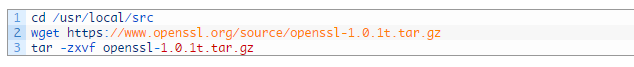 1 cd /usr/local/src
2 wget https://www.openssl.org/source/openssl-1.0.1t.tar.gz
3 tar -zxvf openssl-1.0.1t.tar.gz